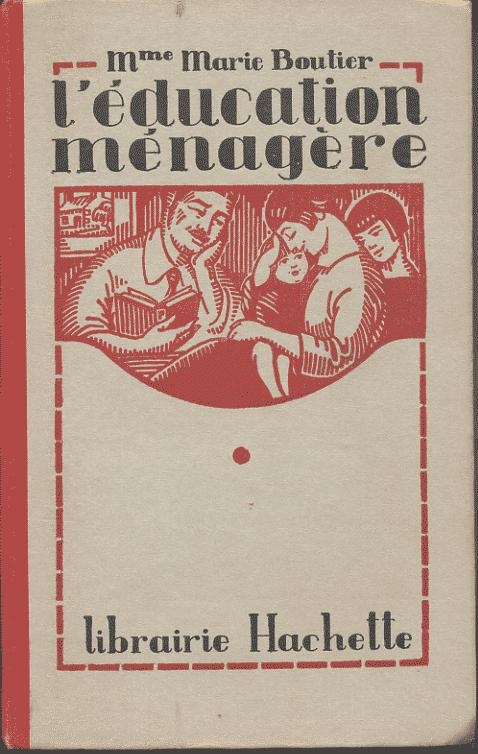 Mme Marie Boutier
l'éducation
ménagère
librairie Hachette